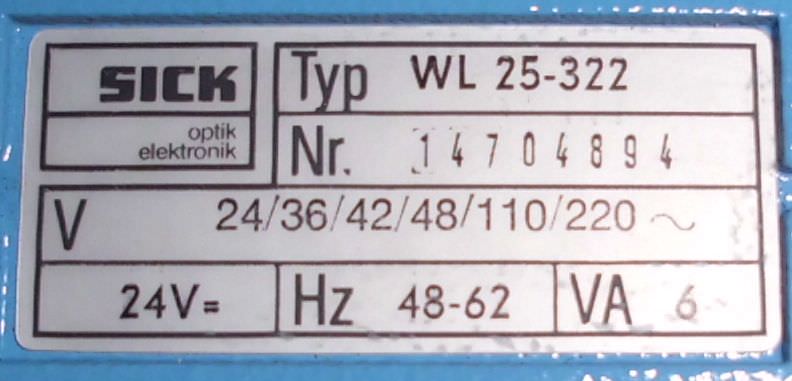 SICK
optik
elektronik
Typ WL 25-322
Nr. 14704894
V 24/36/42/48/110/220 ~
24V= Hz 48-62 VA 6